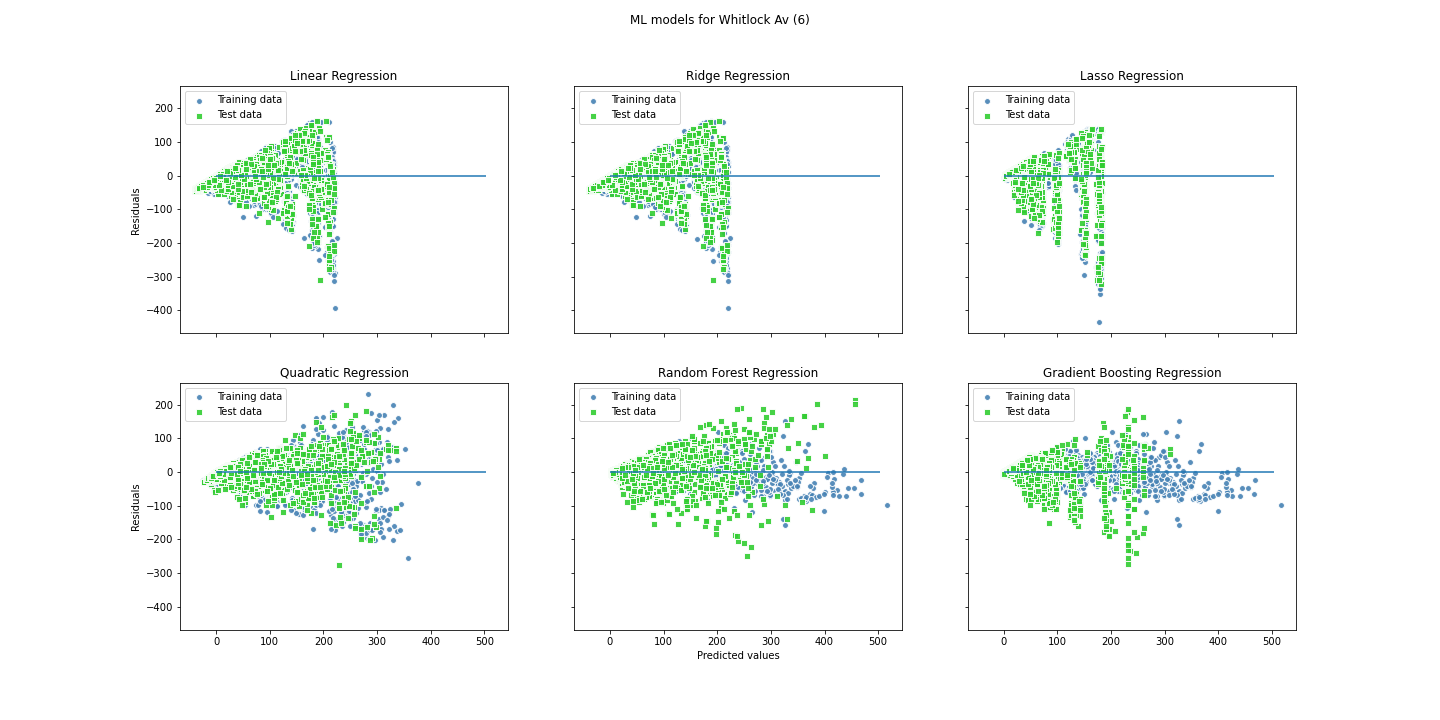 ML models for Whitlock Av (6)
Linear Regression
Training data
Test data
200
100
0
−100
−200
−300
−400
Residuals
Ridge Regression
Training data
Test data
Lasso Regression
Training data
Test data
Quadratic Regression
Training data
Test data
200
100
0
−100
−200
−300
−400
Residuals
0 100 200 300 400 500
Random Forest Regression
Training data
Test data
0 100 200 300 400 500
Predicted values
Gradient Boosting Regression
Training data
Test data
0 100 200 300 400 500